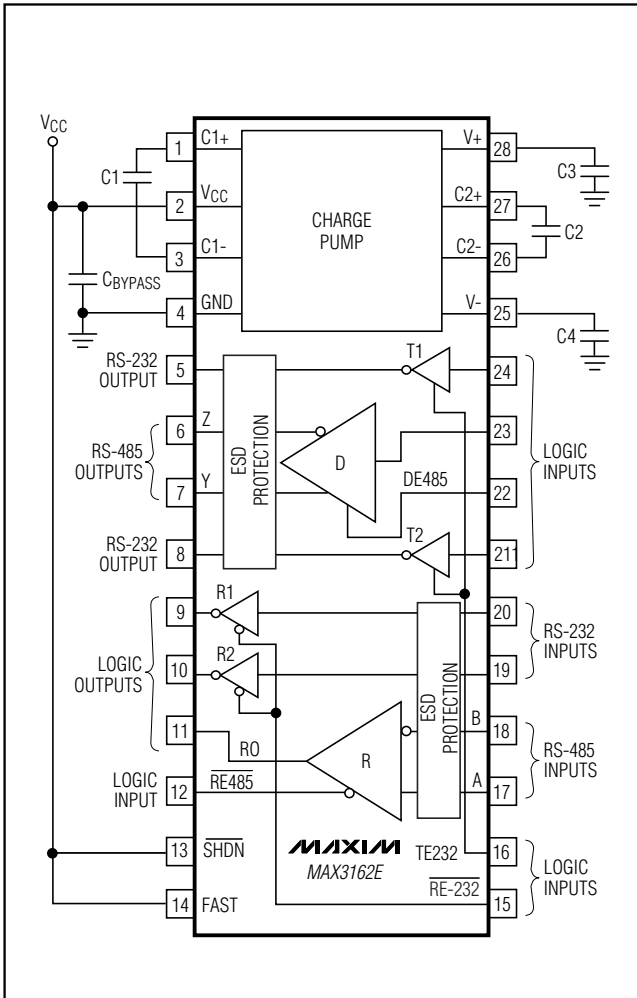 VCC
C1
1 C1+
2 VCC
3 C1-
CBYPASS
4 GND
CHARGE
PUMP
V+ 28
C3
C2+ 27
C2
C2- 26
V- 25
C4
RS-232
OUTPUT
5
T1
24
Z
6
RS-485
OUTPUTS
7
Y
ESD
PROTECTION
D
23
DE485
22
LOGIC
INPUTS
RS-232
OUTPUT
8
T2
211
9
R1
20
RS-232
INPUTS
10
R2
19
LOGIC
OUTPUTS
11
RO
R
ESD
PROTECTION
B
18
RS-485
INPUTS
A
17
LOGIC
INPUT
12
RE485
13
SHDN
MAXIM
MAX3162E
TE232
16
LOGIC
INPUTS
14
FAST
RE-232
15